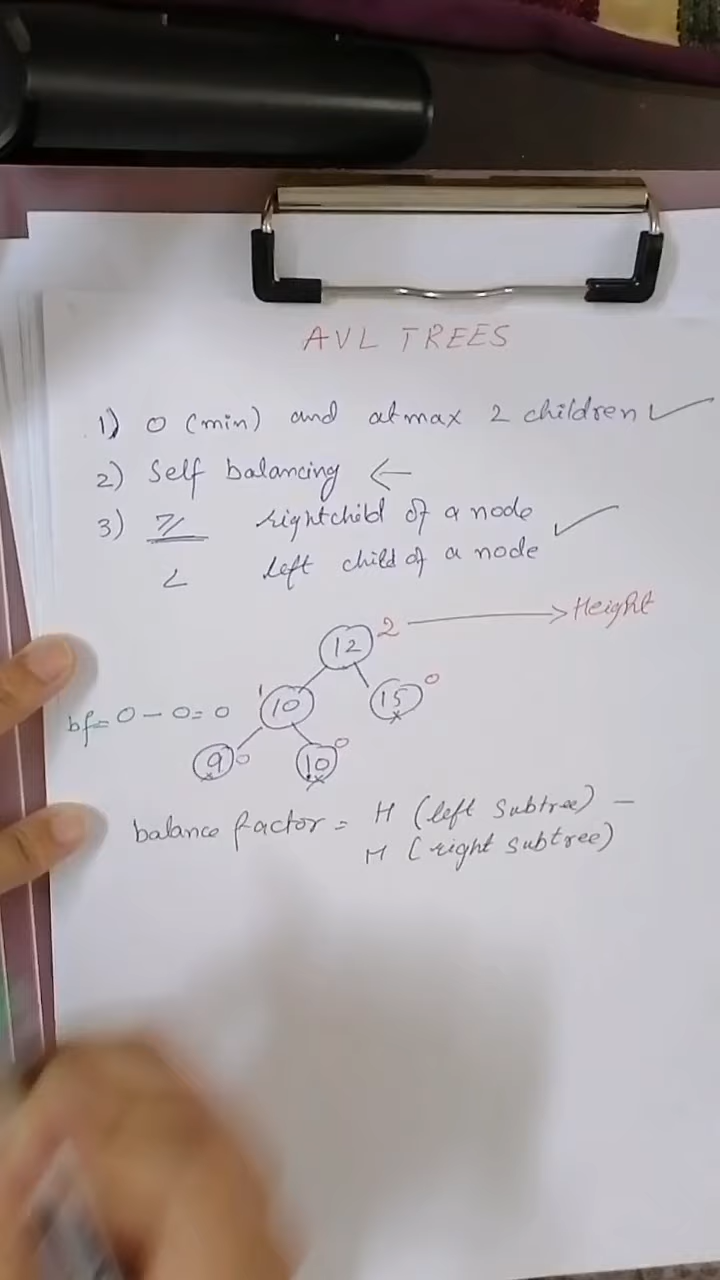 AVL TREES
1) 0 (min) and atmax 2 children ✓
2) Self balancing ←
3) ≥ rightchild of a node ✓
< left child of a node
12 2 → Height
1 10 15 0
bf = 0 - 0 = 0
9 0 10 0
balance factor = H (left subtree) -
H (right subtree)